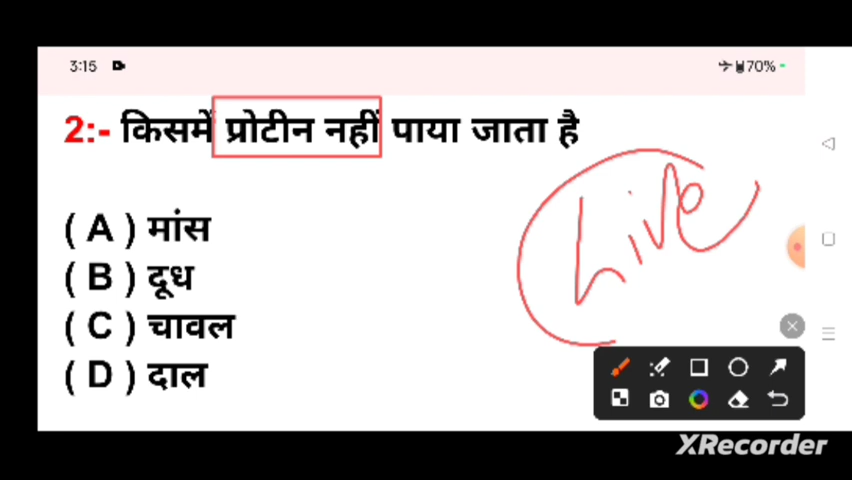 3:15
70%
2:- किसमें प्रोटीन नहीं पाया जाता है
Live
( A ) मांस
( B ) दूध
( C ) चावल
( D ) दाल
XRecorder